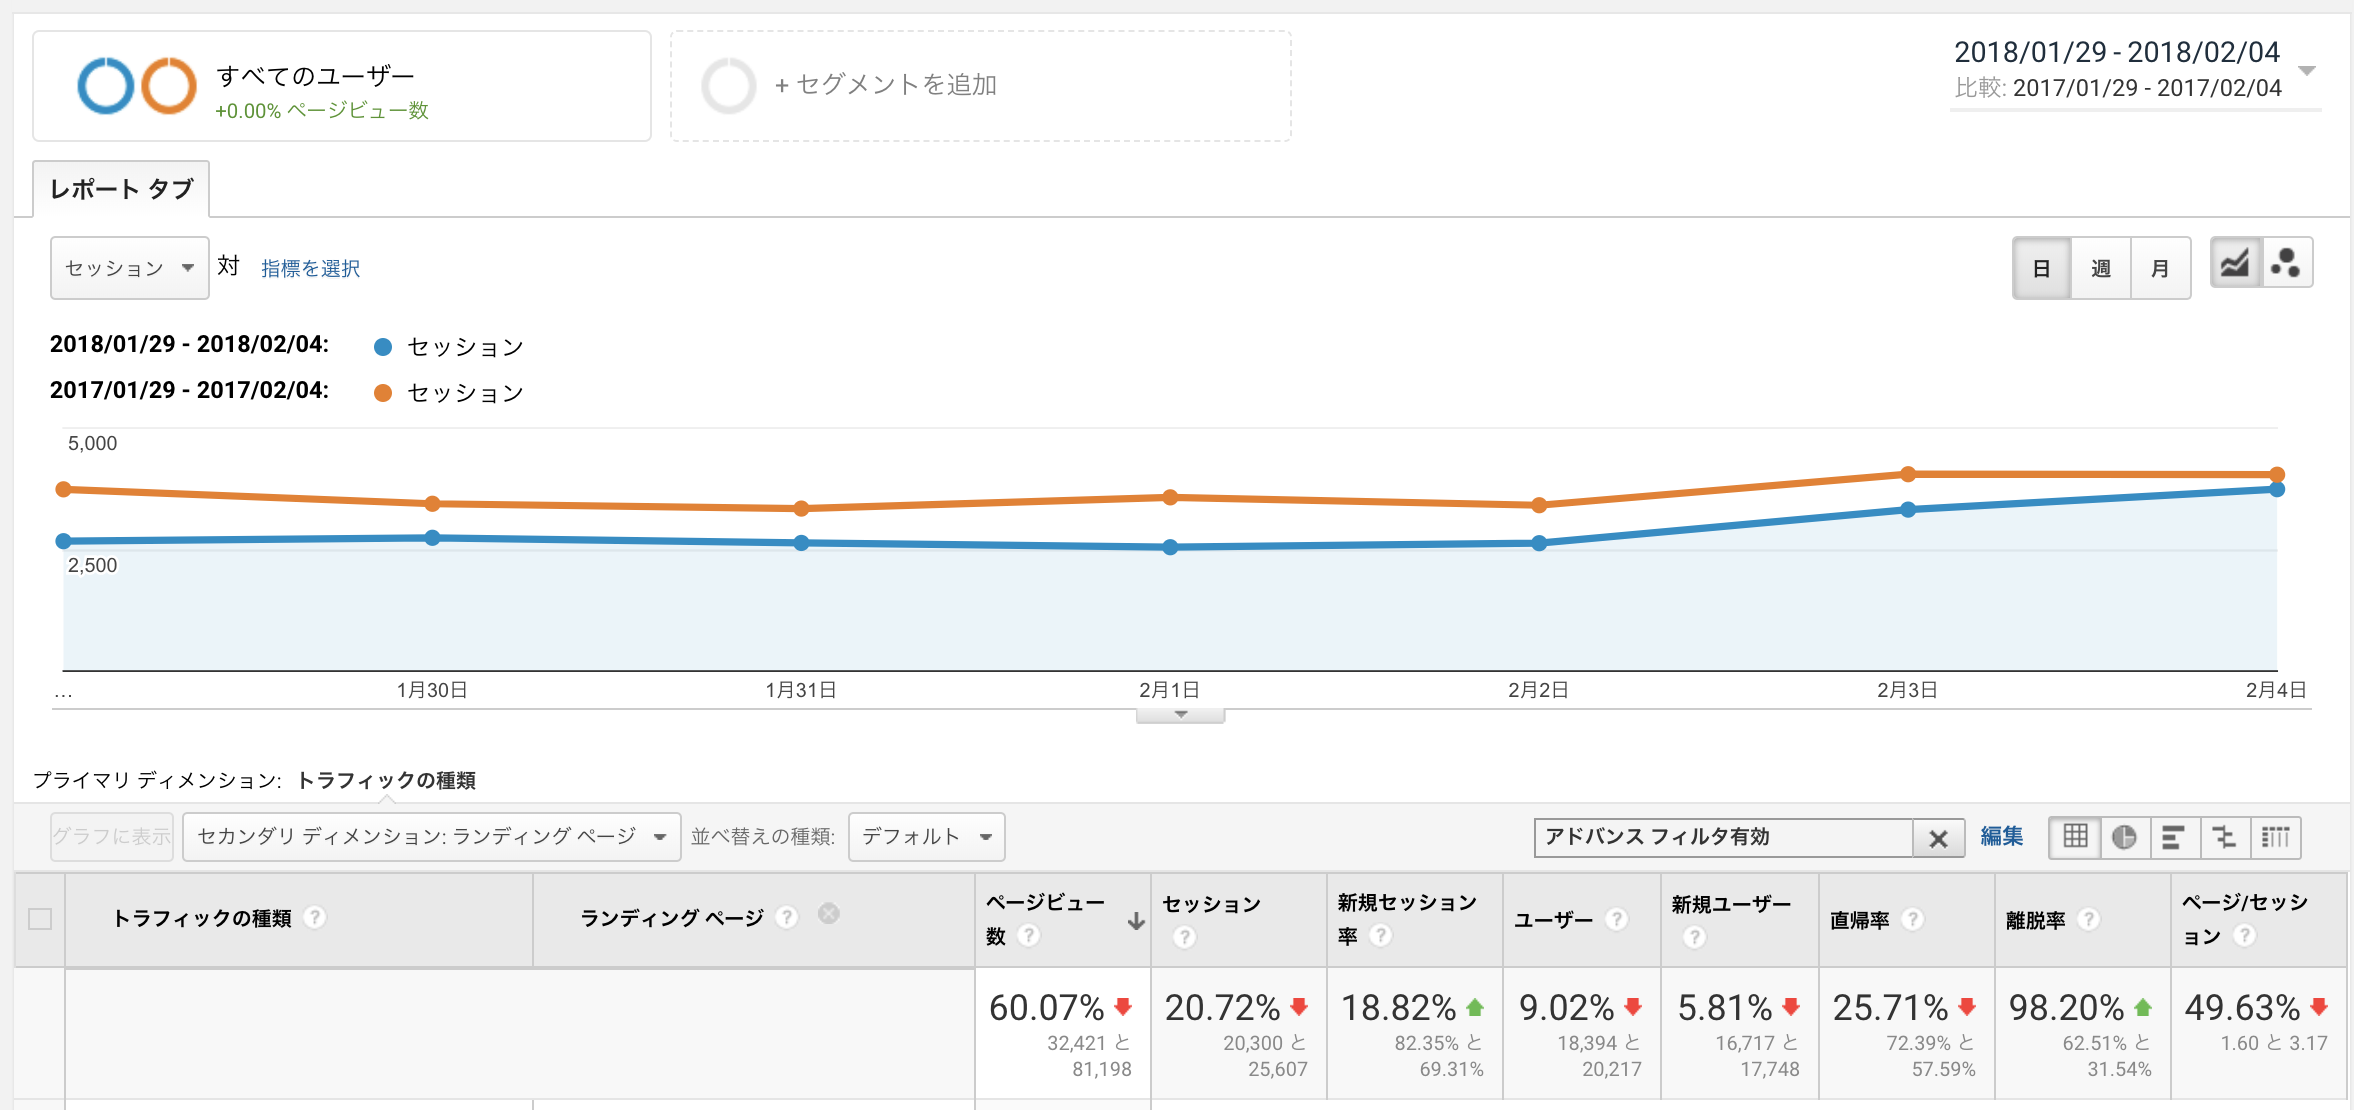 すべてのユーザー
+0.00% ページビュー数
+ セグメントを追加
2018/01/29 - 2018/02/04
比較: 2017/01/29 - 2017/02/04
レポート タブ
セッション 対 指標を選択
日 週 月
2018/01/29 - 2018/02/04: セッション
2017/01/29 - 2017/02/04: セッション
5,000
2,500
... 1月30日 1月31日 2月1日 2月2日 2月3日 2月4日
プライマリ ディメンション: トラフィックの種類
グラフに表示 セカンダリ ディメンション: ランディング ページ 並べ替えの種類: デフォルト アドバンス フィルタ有効 編集
トラフィックの種類 ? ランディング ページ ?
ページビュー
数 ?
セッション
?
新規セッション
率 ?
ユーザー ?
新規ユーザー
?
直帰率 ?
離脱率 ?
ページ/セッシ
ョン ?
60.07% 20.72% 18.82% 9.02% 5.81% 25.71% 98.20% 49.63%
32,421 と 20,300 と 82.35% と 18,394 と 16,717 と 72.39% と 62.51% と 1.60 と 3.17
81,198 25,607 69.31% 20,217 17,748 57.59% 31.54%